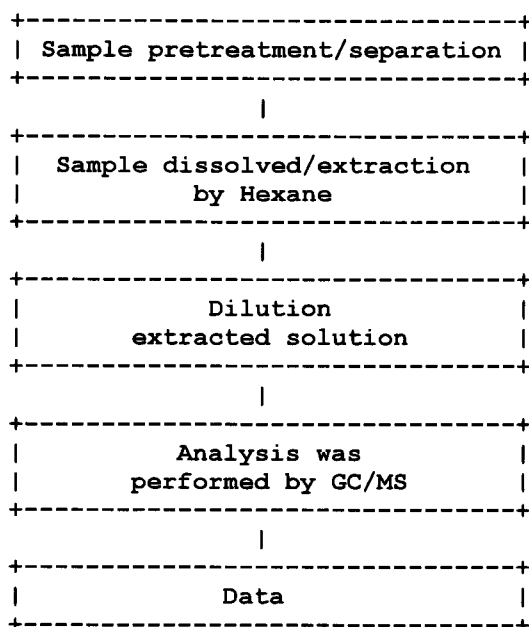 Sample pretreatment/separation
Sample dissolved/extraction
by Hexane
Dilution
extracted solution
Analysis was
performed by GC/MS
Data